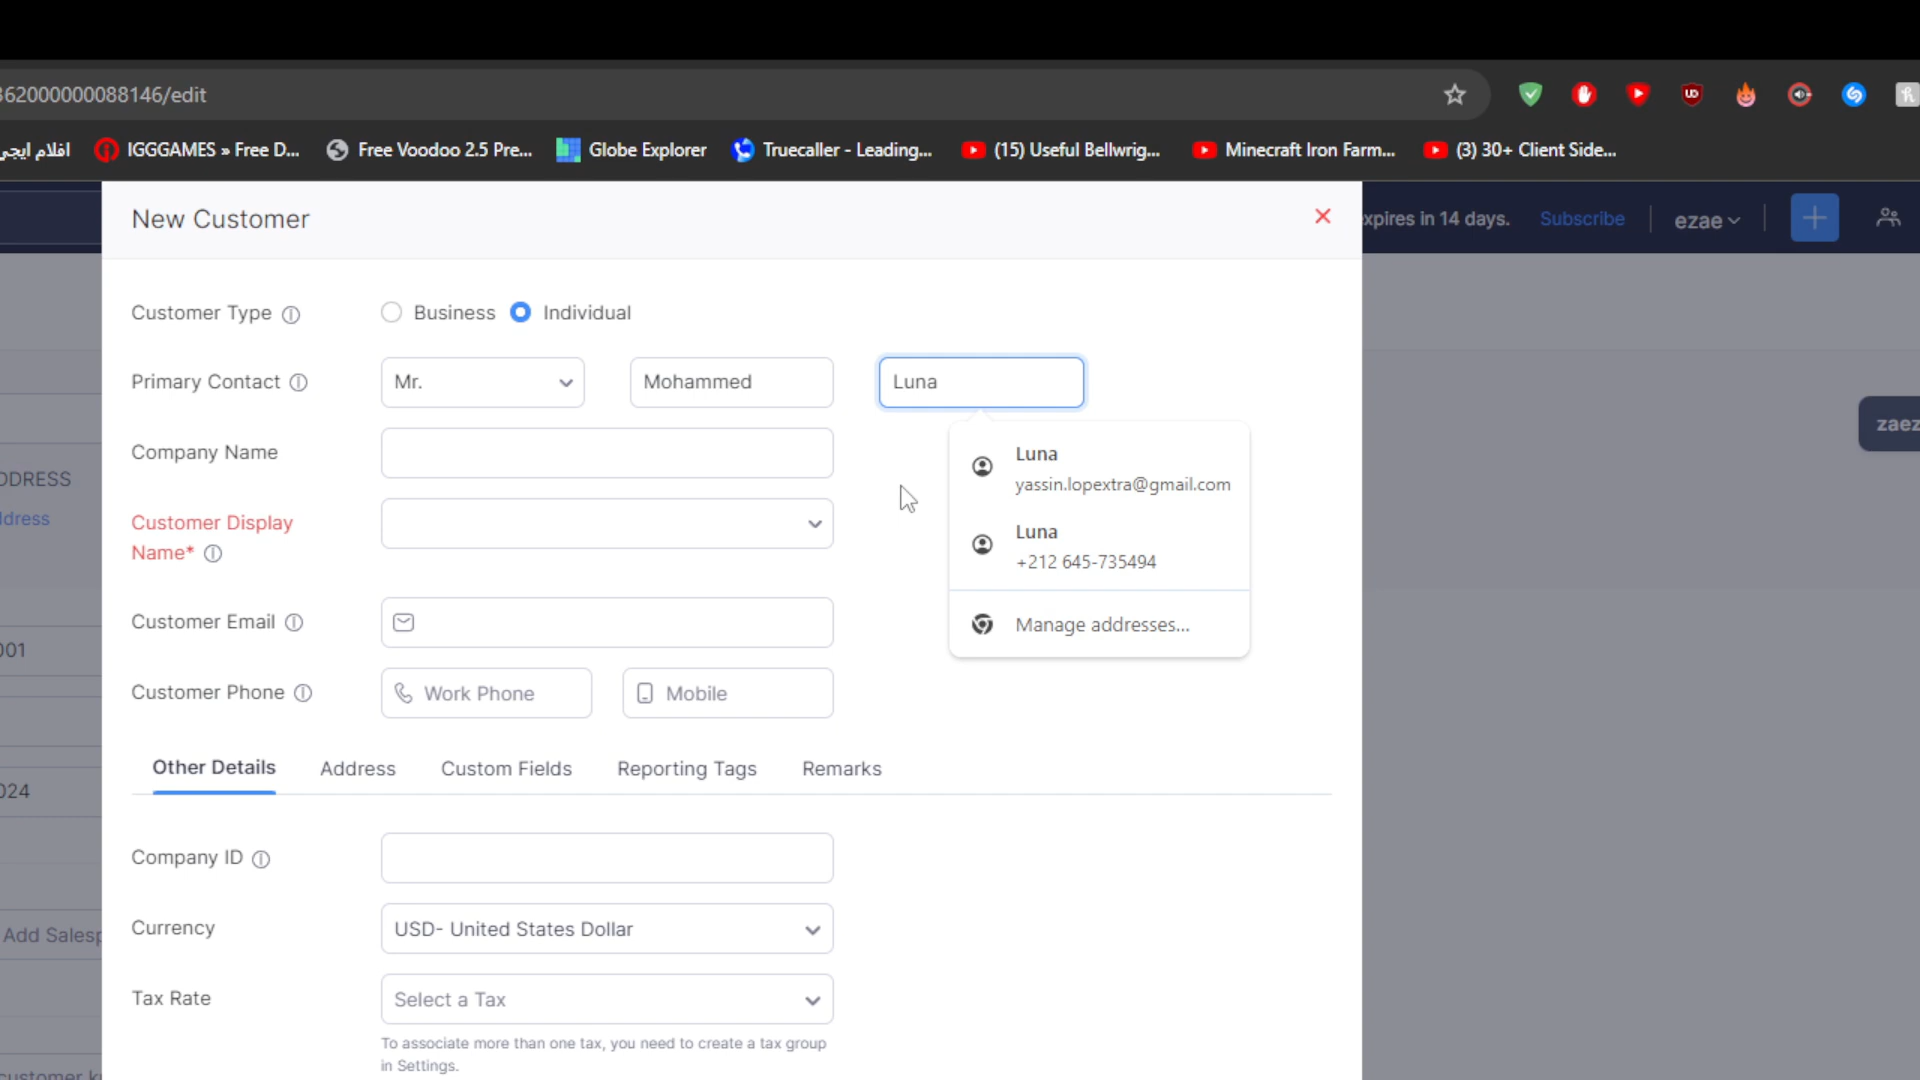 362000000088146/edit
افلام ايجي
IGGGAMES » Free D...
Free Voodoo 2.5 Pre...
Globe Explorer
Truecaller - Leading...
(15) Useful Bellwrig...
Minecraft Iron Farm...
(3) 30+ Client Side...
New Customer
expires in 14 days.
Subscribe
ezae
Customer Type
Business
Individual
Primary Contact
Mr.
Mohammed
Luna
zaez
Company Name
Luna
yassin.lopextra@gmail.com
DDRESS
ddress
Customer Display
Name*
Luna
+212 645-735494
Customer Email
Manage addresses...
001
Customer Phone
Work Phone
Mobile
Other Details
Address
Custom Fields
Reporting Tags
Remarks
024
Company ID
Add Salesp
Currency
USD- United States Dollar
Tax Rate
Select a Tax
To associate more than one tax, you need to create a tax group
in Settings.